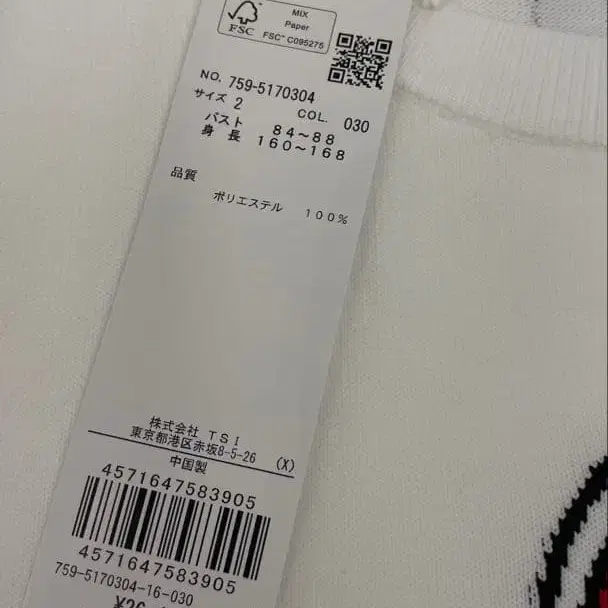 FSC
MIX
Paper
FSC™ C095275
NO. 759-5170304
サイズ 2 COL. 030
バスト 84～88
身長 160～168
品質
ポリエステル 100%
株式会社 TSI
東京都港区赤坂8-5-26 (X)
中国製
4571647583905
4571647583905
759-5170304-16-030